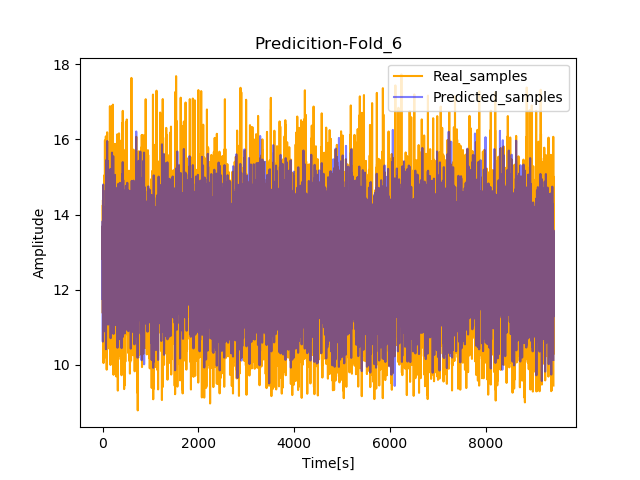 Predicition-Fold_6
Real_samples
Predicted_samples
18
16
14
12
10
Amplitude
0 2000 4000 6000 8000
Time[s]